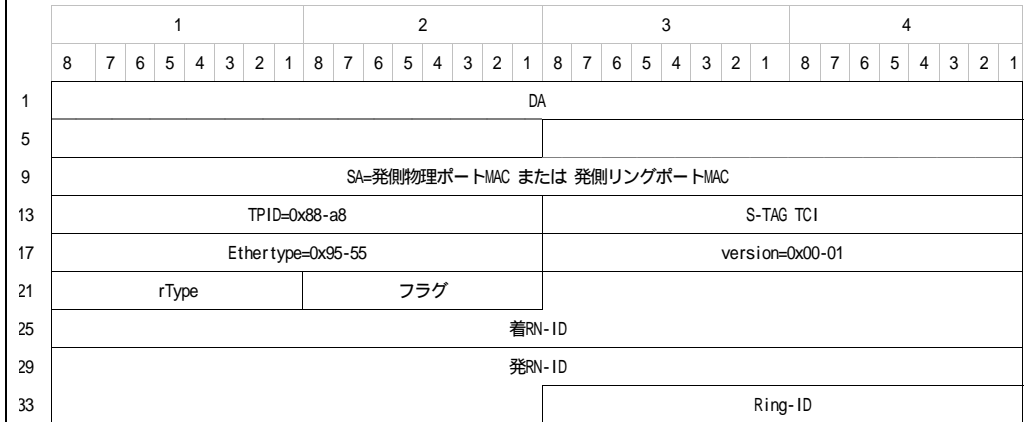 1 2 3 4
8 7 6 5 4 3 2 1 8 7 6 5 4 3 2 1 8 7 6 5 4 3 2 1 8 7 6 5 4 3 2 1
1 DA
5
9 SA=発側物理ポートMAC または 発側リングポートMAC
13 TPID=0x88-a8 S-TAG TCI
17 Ethertype=0x95-55 version=0x00-01
21 rType フラグ
25 着RN-ID
29 発RN-ID
33 Ring-ID